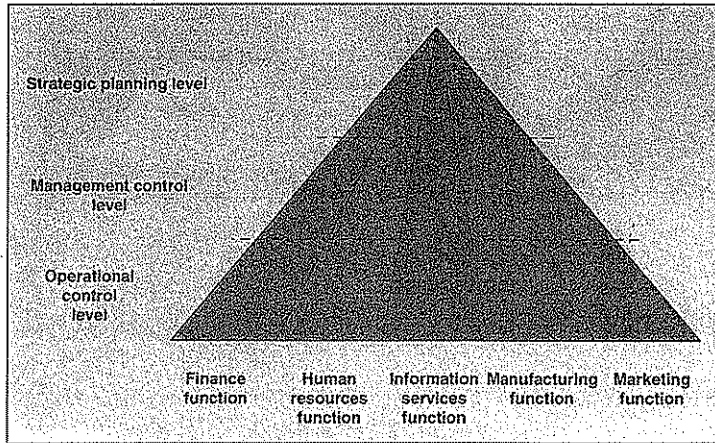 Strategic planning level
Management control
level
Operational
control
level
Finance
function
Human
resources
function
Information
services
function
Manufacturing
function
Marketing
function